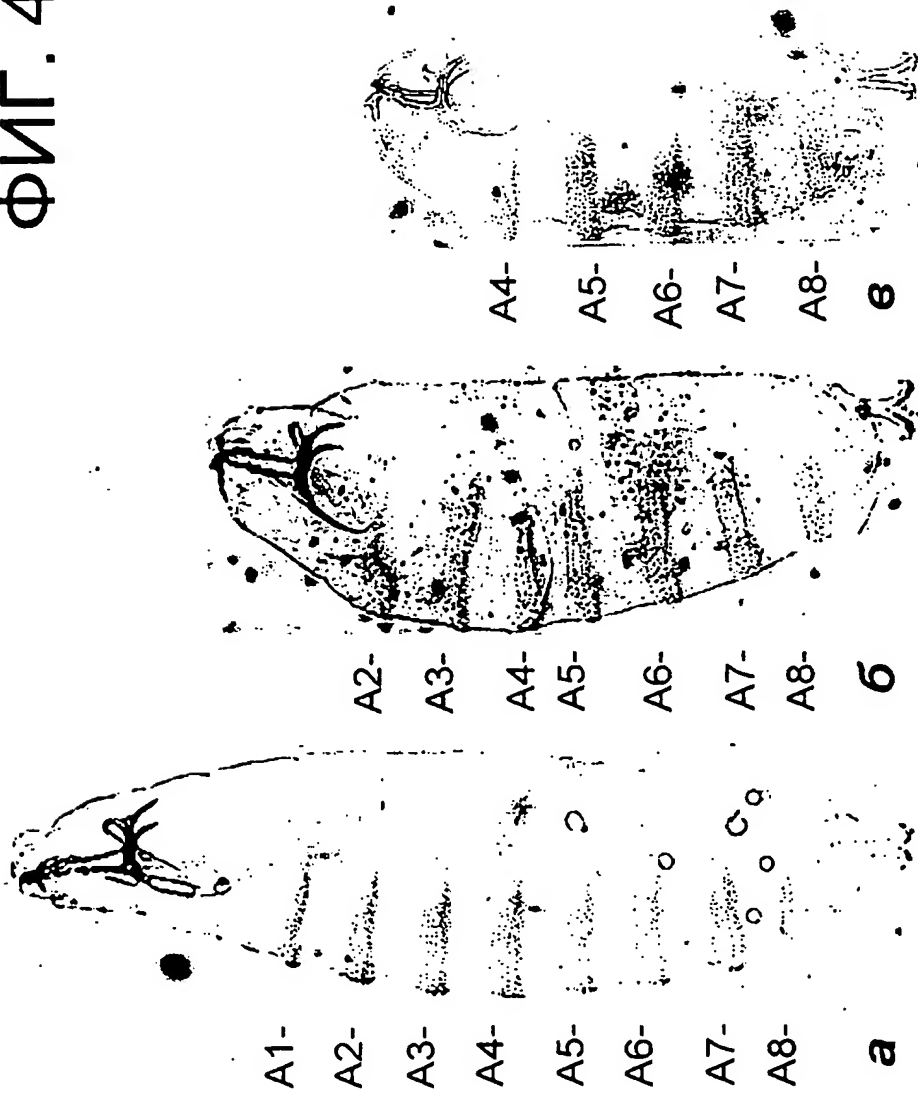 ФИГ. 4
A1-
A2-
A3-
A4-
A5-
A6-
A7-
A8-
а
A2-
A3-
A4-
A5-
A6-
A7-
A8-
б
A4-
A5-
A6-
A7-
A8-
в